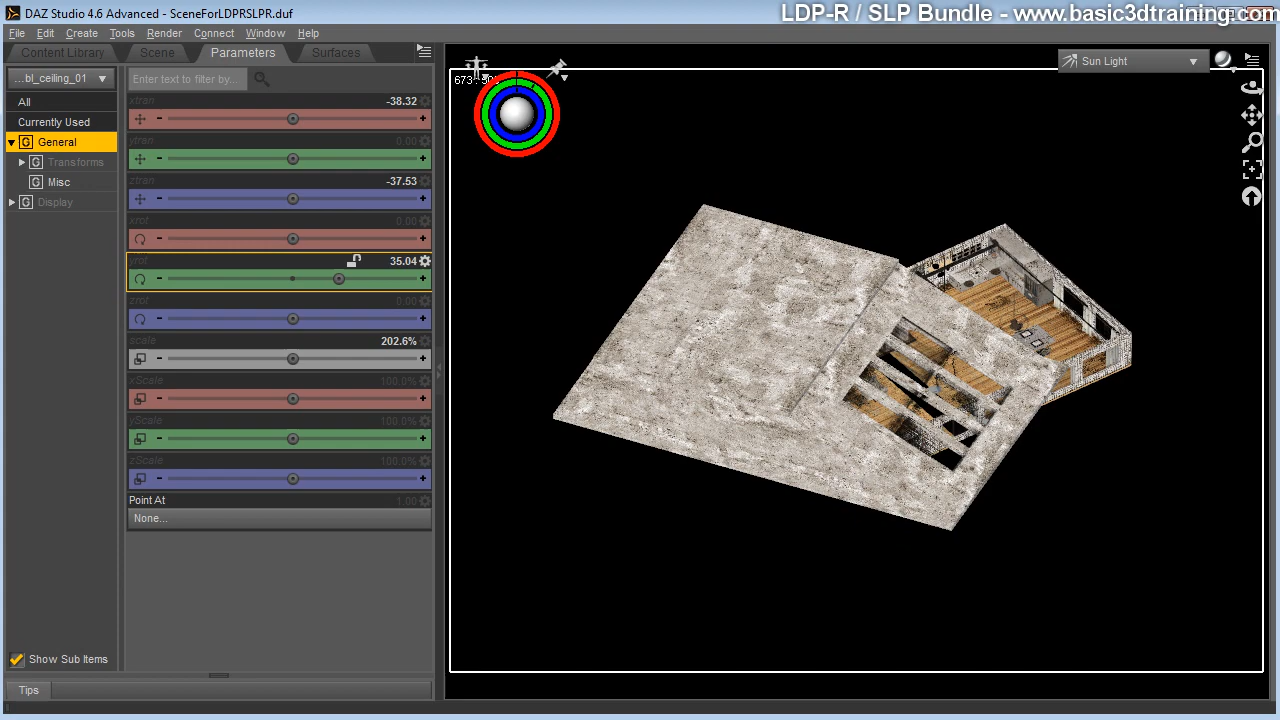 DAZ Studio 4.6 Advanced - SceneForLDPRSLPR.duf
LDP-R / SLP Bundle - www.basic3dtraining.com
File Edit Create Tools Render Connect Window Help
Content Library Scene Parameters Surfaces
...bl_ceiling_01
Enter text to filter by...
All
Currently Used
General
Transforms
Misc
Display
xtran -38.32
ytran 0.00
ztran -37.53
xrot 0.00
yrot 35.04
zrot 0.00
scale 202.6%
xScale 100.0%
yScale 100.0%
zScale 100.0%
Point At 1.00
None...
Sun Light
Show Sub Items
Tips